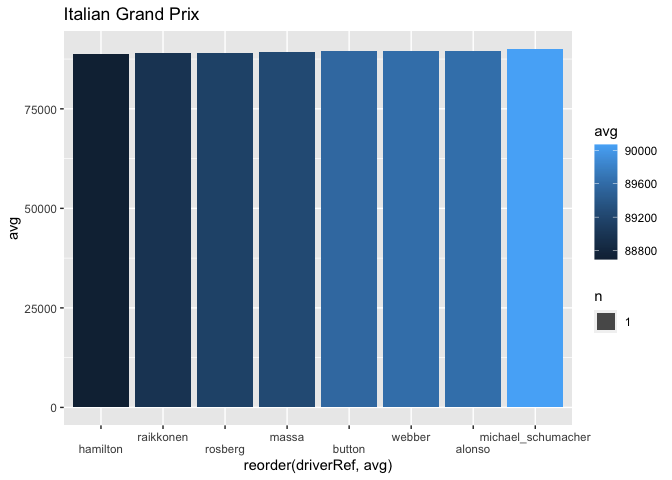 Italian Grand Prix
avg
75000
50000
25000
0
hamilton
raikkonen
rosberg
massa
button
webber
alonso
michael_schumacher
reorder(driverRef, avg)
avg
90000
89600
89200
88800
n
1